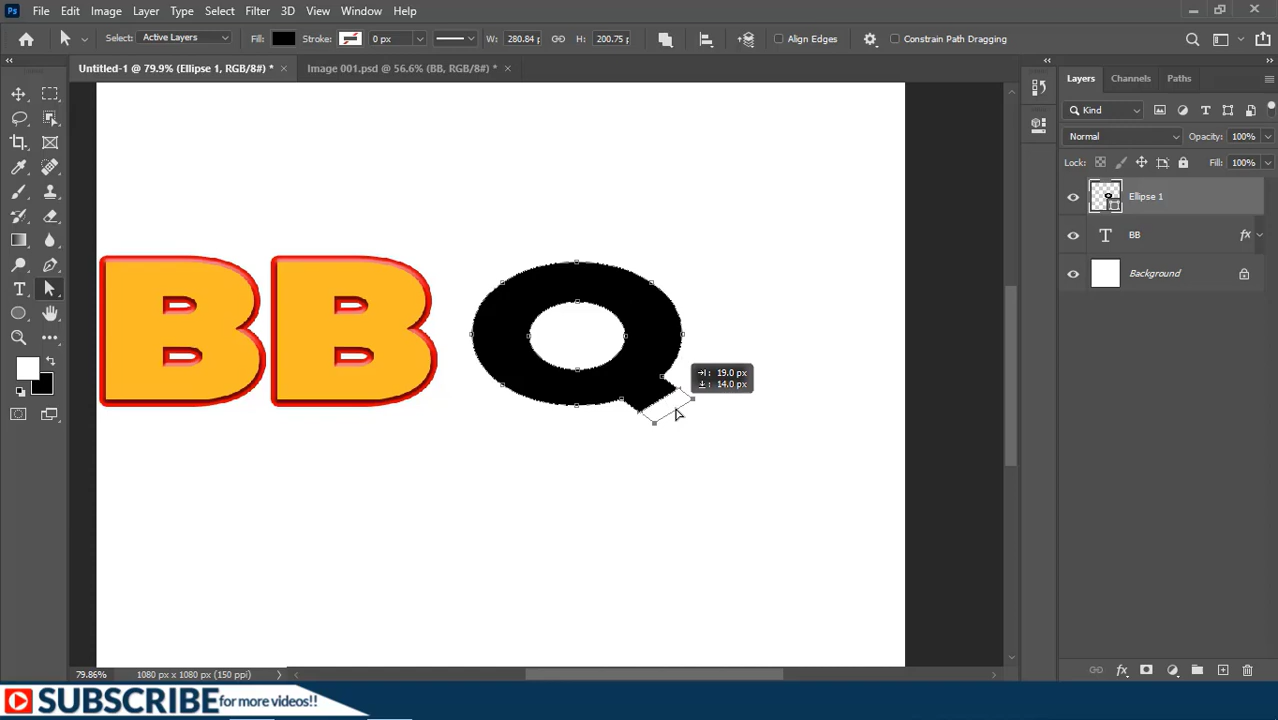 Ps File Edit Image Layer Type Select Filter 3D View Window Help
Select: Active Layers Fill: Stroke: 0 px W: 280.84 p H: 200.75 p Align Edges Constrain Path Dragging
Untitled-1 @ 79.9% (Ellipse 1, RGB/8#) * × Image 001.psd @ 56.6% (BB, RGB/8#) * ×
Layers Channels Paths
Kind
Normal Opacity: 100%
Lock: Fill: 100%
Ellipse 1
T BB fx
Background
BB Q
19.0 px
14.0 px
79.86% 1080 px x 1080 px (150 ppi)
SUBSCRIBE for more videos!!